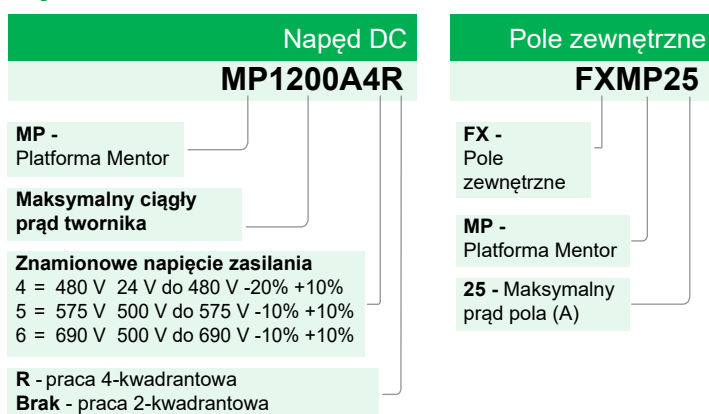 Napęd DC
MP1200A4R
MP -
Platforma Mentor
Maksymalny ciągły
prąd twornika
Znamionowe napięcie zasilania
4 = 480 V 24 V do 480 V -20% +10%
5 = 575 V 500 V do 575 V -10% +10%
6 = 690 V 500 V do 690 V -10% +10%
R - praca 4-kwadrantowa
Brak - praca 2-kwadrantowa
Pole zewnętrzne
FXMP25
FX -
Pole
zewnętrzne
MP -
Platforma Mentor
25 - Maksymalny
prąd pola (A)